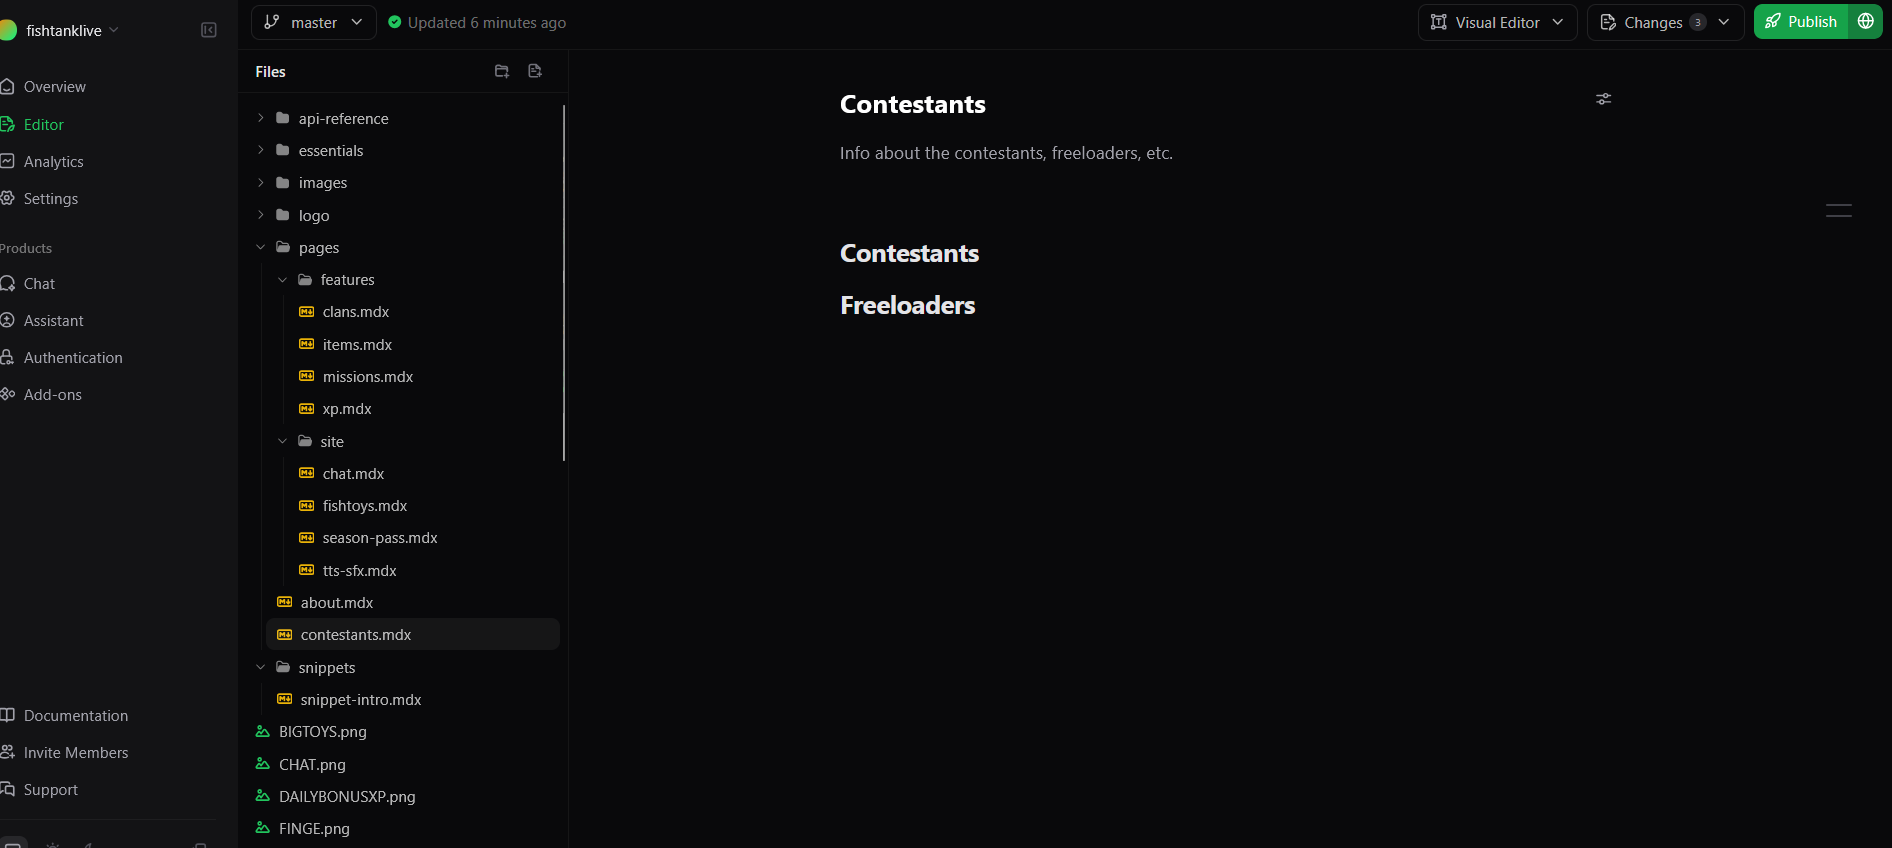 fishtanklive
Overview
Editor
Analytics
Settings
Products
Chat
Assistant
Authentication
Add-ons
Documentation
Invite Members
Support
master
Updated 6 minutes ago
Visual Editor
Changes 3
Publish
Files
api-reference
essentials
images
logo
pages
features
clans.mdx
items.mdx
missions.mdx
xp.mdx
site
chat.mdx
fishtoys.mdx
season-pass.mdx
tts-sfx.mdx
about.mdx
contestants.mdx
snippets
snippet-intro.mdx
BIGTOYS.png
CHAT.png
DAILYBONUSXP.png
FINGE.png
Contestants
Info about the contestants, freeloaders, etc.
Contestants
Freeloaders